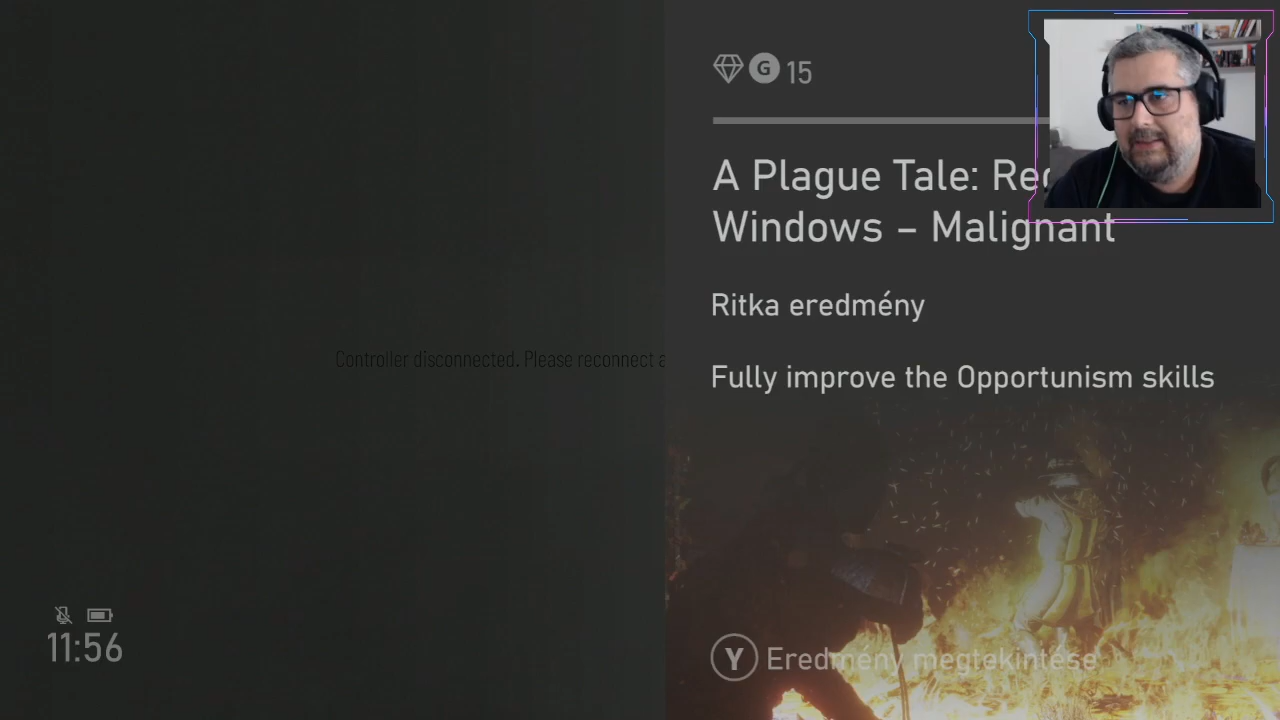 G 15
A Plague Tale: Re
Windows – Malignant
Ritka eredmény
Controller disconnected. Please reconnect a
Fully improve the Opportunism skills
11:56
Y Eredmény megtekintése